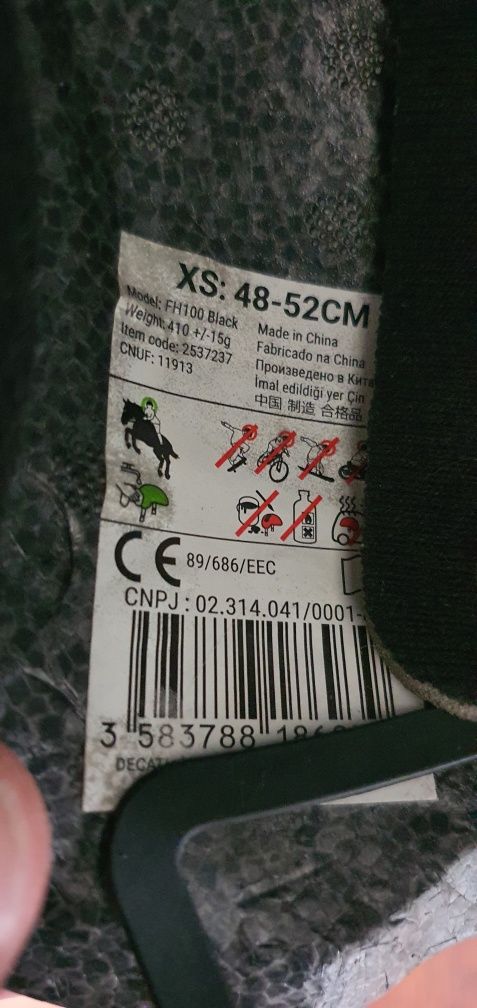 XS: 48-52CM
Model: FH100 Black
Weight: 410 +/-15g
Item code: 2537237
CNUF: 11913
Made in China
Fabricado na China
Произведено в
İmal edildiği yer Çin
中国 制造 合格品
CE 89/686/EEC
CNPJ : 02.314.041/0001-
3 583788